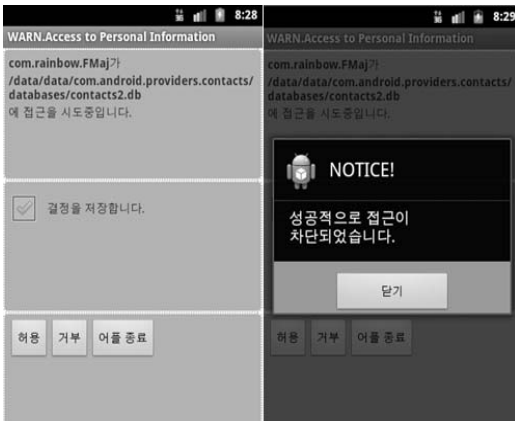 8:28
WARN.Access to Personal Information
com.rainbow.FMaj가
/data/data/com.android.providers.contacts/
databases/contacts2.db
에 접근을 시도중입니다.
결정을 저장합니다.
허용 거부 어플 종료
8:29
WARN.Access to Personal Information
com.rainbow.FMaj가
/data/data/com.android.providers.contacts/
databases/contacts2.db
에 접근을 시도중입니다.
NOTICE!
성공적으로 접근이
차단되었습니다.
닫기
허용 거부 어플 종료